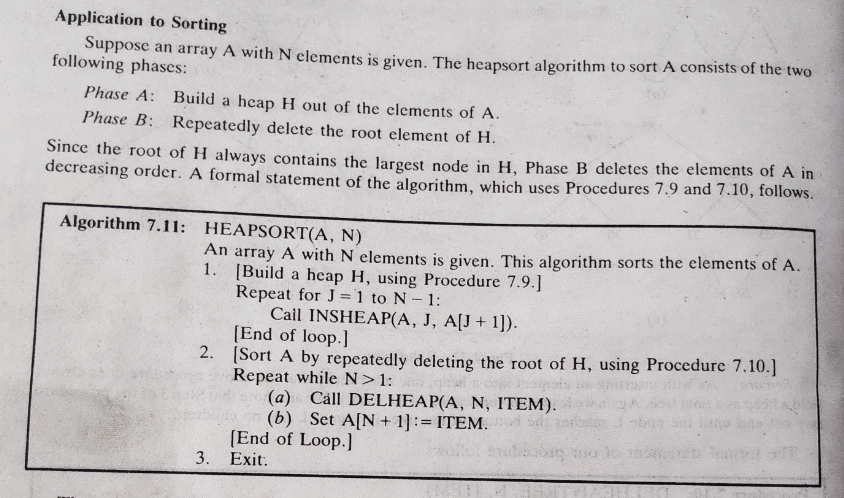 Application to Sorting
Suppose an array A with N elements is given. The heapsort algorithm to sort A consists of the two
following phases:
Phase A: Build a heap H out of the elements of A.
Phase B: Repeatedly delete the root element of H.
Since the root of H always contains the largest node in H, Phase B deletes the elements of A in
decreasing order. A formal statement of the algorithm, which uses Procedures 7.9 and 7.10, follows.
Algorithm 7.11: HEAPSORT(A, N)
An array A with N elements is given. This algorithm sorts the elements of A.
1. [Build a heap H, using Procedure 7.9.]
Repeat for J = 1 to N – 1:
Call INSHEAP(A, J, A[J + 1]).
[End of loop.]
2. [Sort A by repeatedly deleting the root of H, using Procedure 7.10.]
Repeat while N > 1:
(a) Call DELHEAP(A, N, ITEM).
(b) Set A[N + 1] := ITEM.
[End of Loop.]
3. Exit.